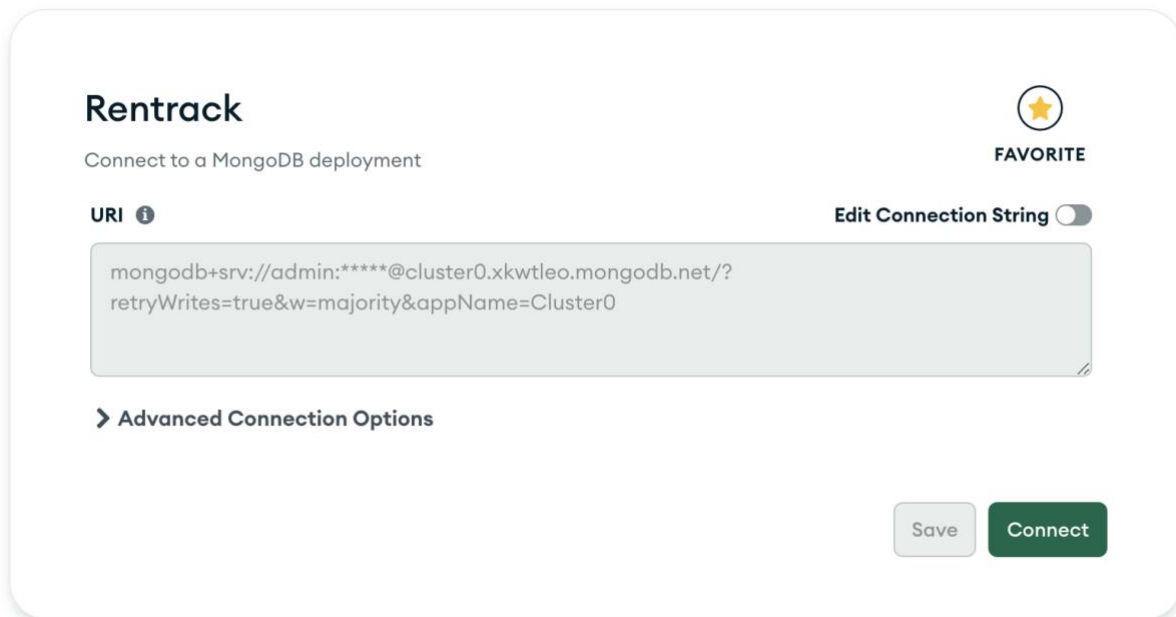 Rentrack
FAVORITE
Connect to a MongoDB deployment
URI
Edit Connection String
mongodb+srv://admin:*****@cluster0.xkwtleo.mongodb.net/?
retryWrites=true&w=majority&appName=Cluster0
Advanced Connection Options
Save
Connect